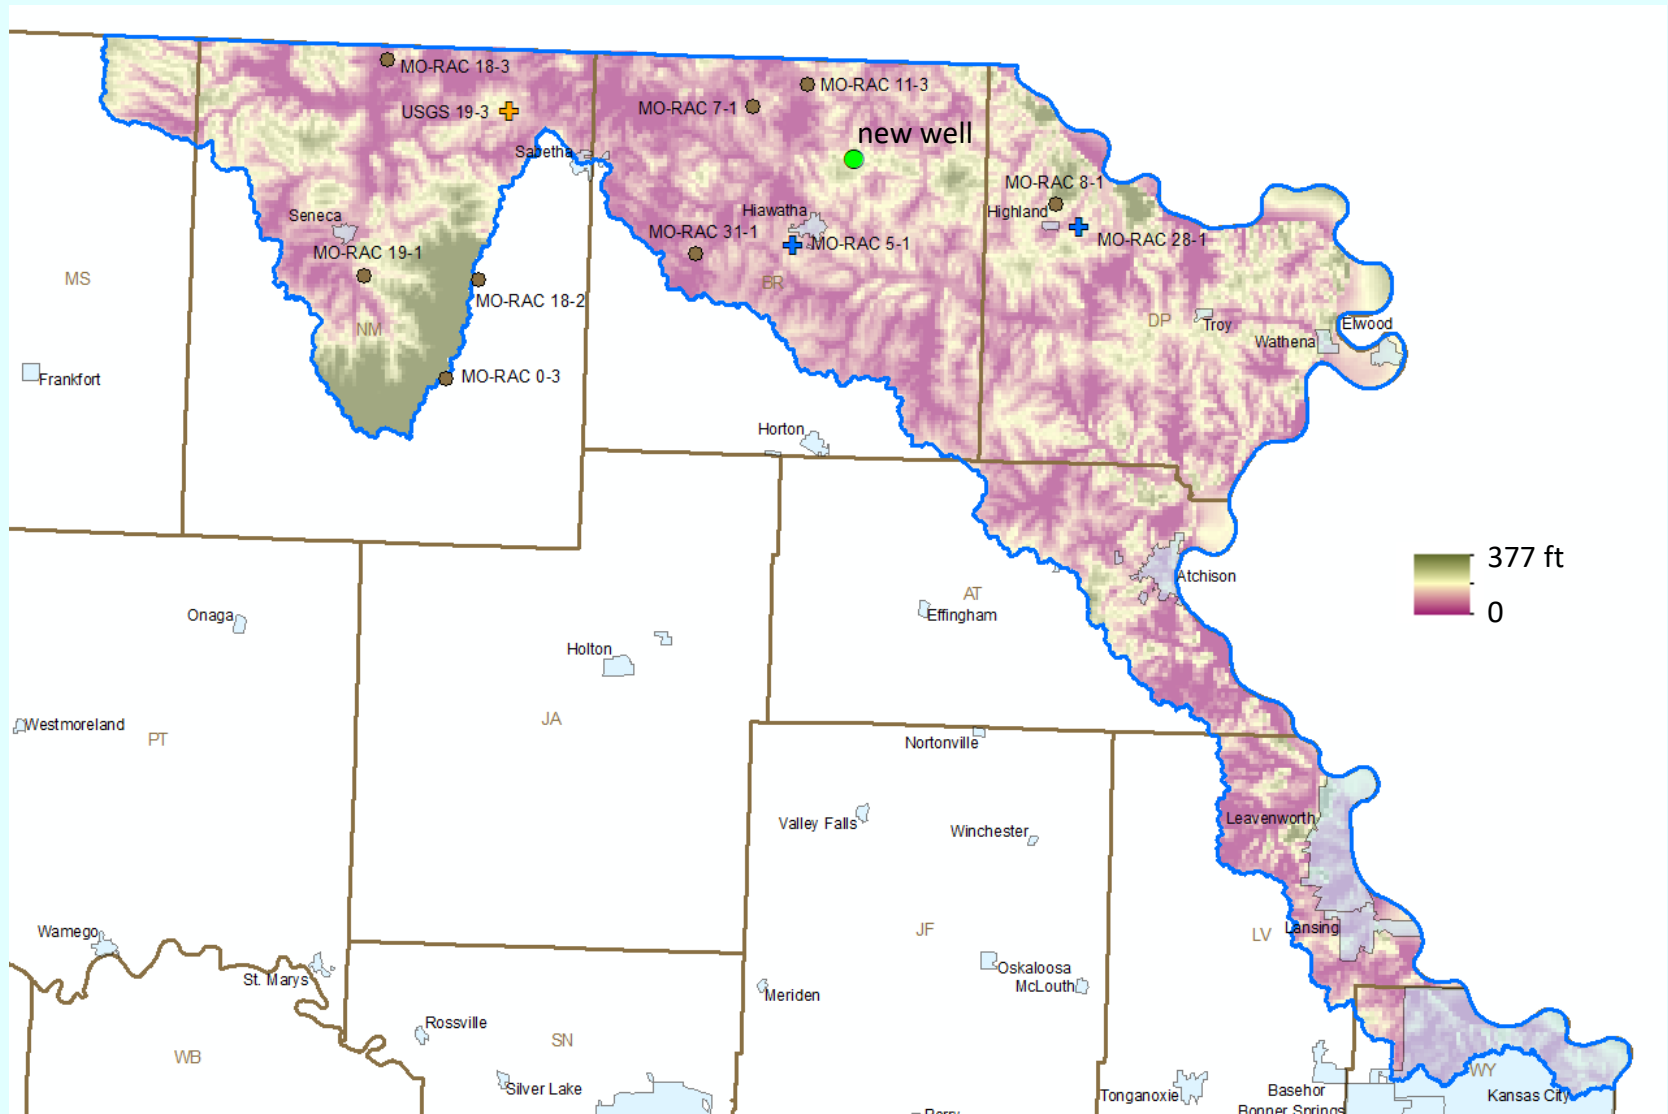 MO-RAC 18-3
MO-RAC 11-3
MO-RAC 7-1
USGS 19-3
new well
Sabetha
MO-RAC 8-1
Seneca
Hiawatha
Highland
MO-RAC 31-1
MO-RAC 5-1
MO-RAC 28-1
MO-RAC 19-1
MS
BR
MO-RAC 18-2
NM
DP
Troy
Elwood
Wathena
Frankfort
MO-RAC 0-3
Horton
377 ft
Atchison
AT
0
Onaga
Effingham
Holton
JA
Westmoreland
PT
Nortonville
Valley Falls
Winchester
Leavenworth
Wamego
JF
LV
Lansing
St. Marys
Oskaloosa
McLouth
Meriden
Rossville
SN
WB
WY
Silver Lake
Tonganoxie
Basehor
Kansas City
Bonner Springs
Perry